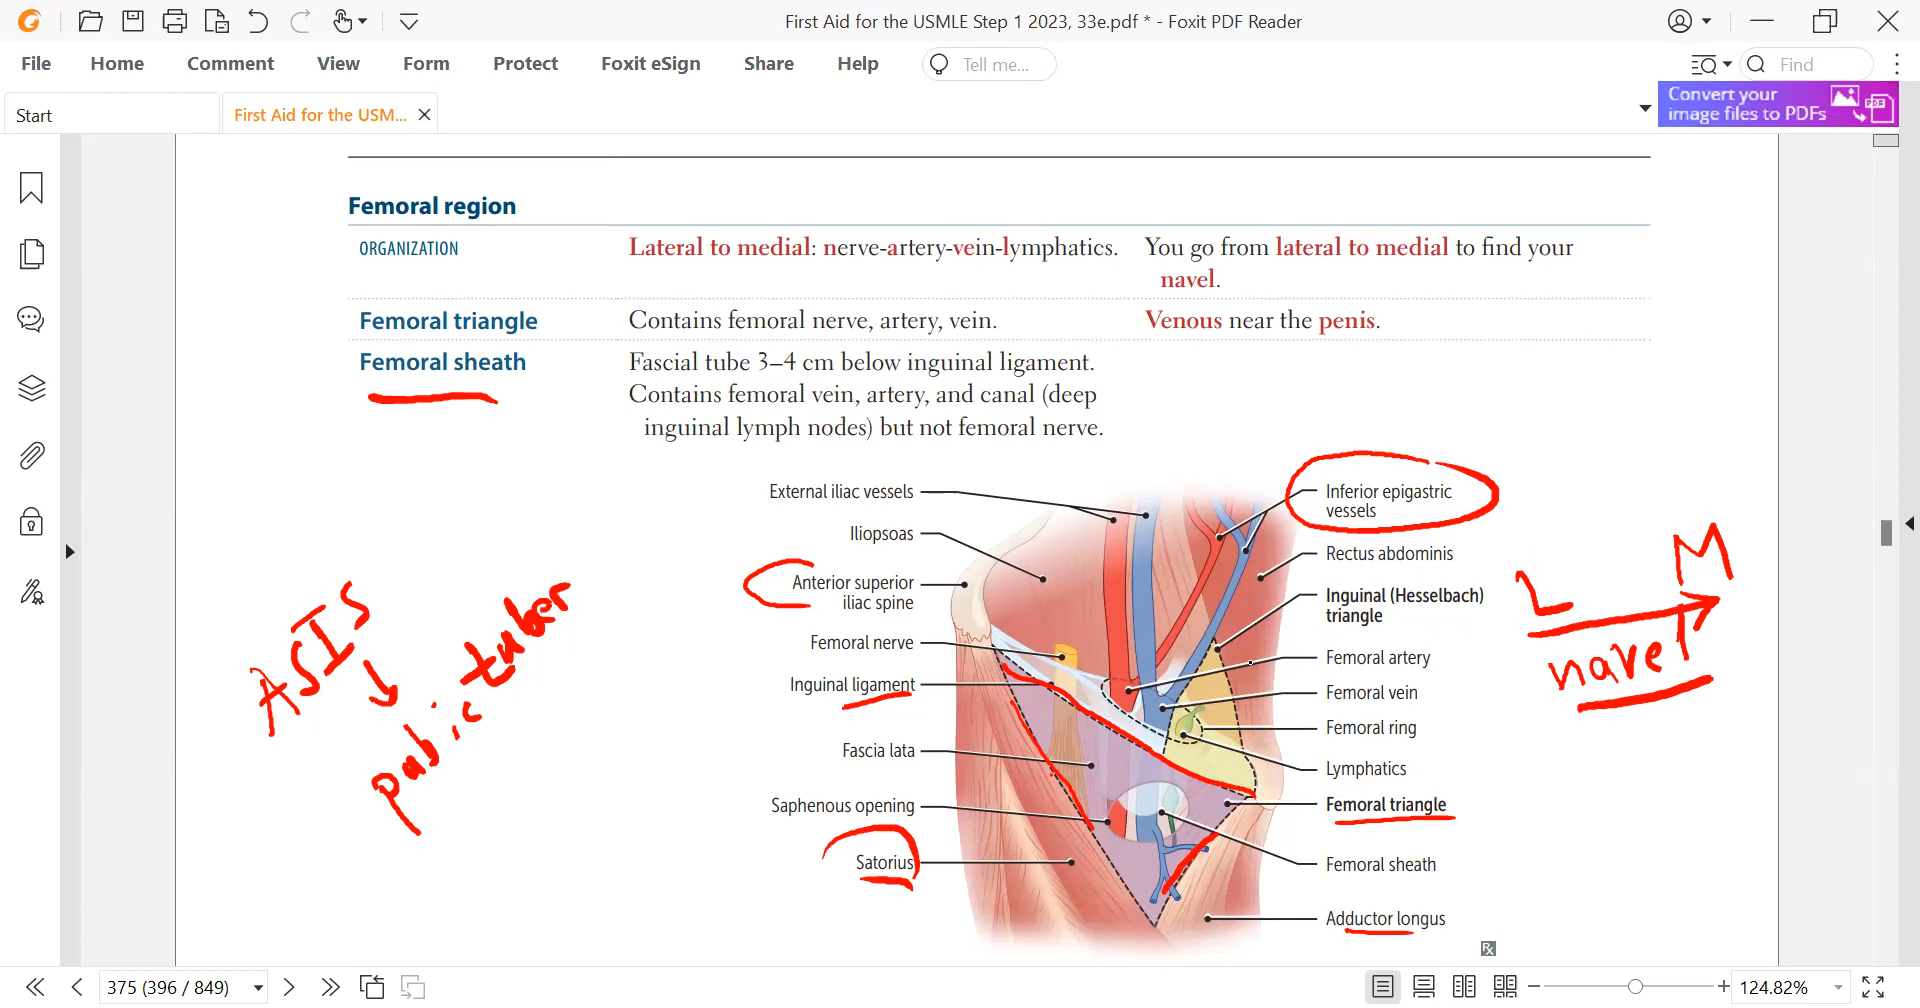 First Aid for the USMLE Step 1 2023, 33e.pdf * - Foxit PDF Reader
File Home Comment View Form Protect Foxit eSign Share Help Tell me... Find
Start First Aid for the USM... Convert your
image files to PDFs
PDF
Femoral region
ORGANIZATION Lateral to medial: nerve-artery-vein-lymphatics. You go from lateral to medial to find your
navel.
Femoral triangle Contains femoral nerve, artery, vein. Venous near the penis.
Femoral sheath Fascial tube 3–4 cm below inguinal ligament.
Contains femoral vein, artery, and canal (deep
inguinal lymph nodes) but not femoral nerve.
External iliac vessels
Iliopsoas
Anterior superior
iliac spine
Femoral nerve
Inguinal ligament
Fascia lata
Saphenous opening
Satorius
Inferior epigastric
vessels
Rectus abdominis
Inguinal (Hesselbach)
triangle
Femoral artery
Femoral vein
Femoral ring
Lymphatics
Femoral triangle
Femoral sheath
Adductor longus
Rx
ASIS
pubic tuber
L M
navel
375 (396 / 849) 124.82%